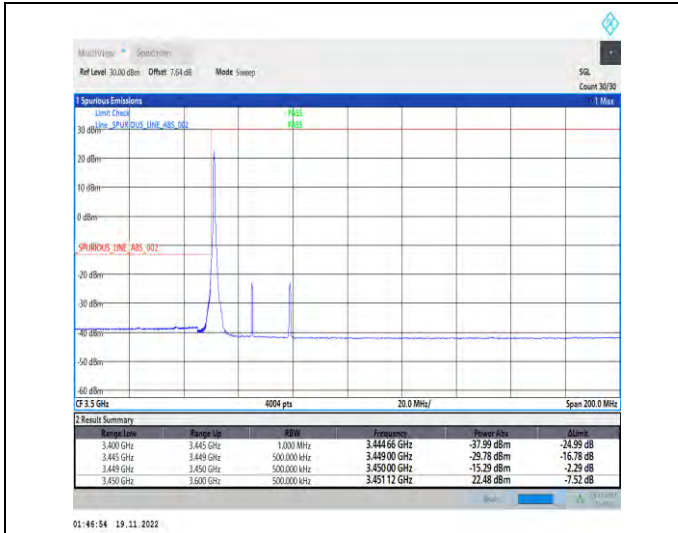 MultiView Spectrum
Ref Level 30.00 dBm Offset 7.64 dB Mode Sweep SGL
Count 30/30
1 Spurious Emissions 1 Max
Limit Check PASS
Line _SPURIOUS_LINE_ABS_002 PASS
30 dBm
20 dBm
10 dBm
0 dBm
_SPURIOUS_LINE_ABS_002
-20 dBm
-30 dBm
-40 dBm
-50 dBm
-60 dBm
CF 3.5 GHz 4004 pts 20.0 MHz/ Span 200.0 MHz
2 Result Summary
Range Low Range Up RBW Frequency Power Abs ΔLimit
3.400 GHz 3.445 GHz 1.000 MHz 3.444 66 GHz -37.99 dBm -24.99 dB
3.445 GHz 3.449 GHz 500.000 kHz 3.449 00 GHz -29.78 dBm -16.78 dB
3.449 GHz 3.450 GHz 500.000 kHz 3.450 00 GHz -15.29 dBm -2.29 dB
3.450 GHz 3.600 GHz 500.000 kHz 3.451 12 GHz 22.48 dBm -7.52 dB
01:46:54 19.11.2022